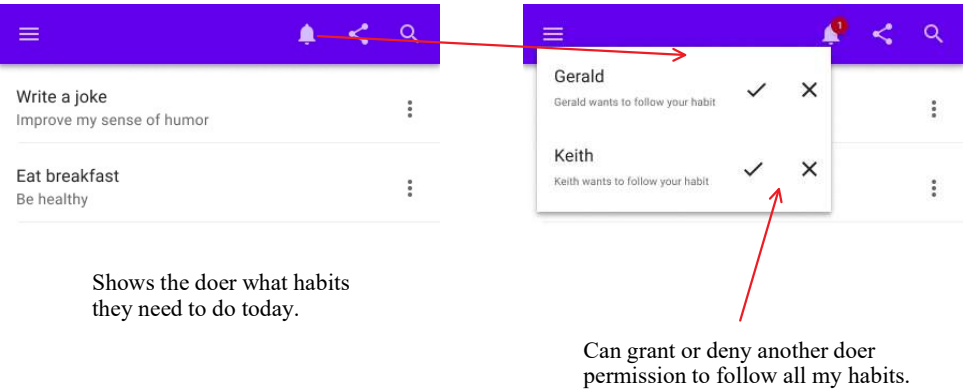 Write a joke
Improve my sense of humor
Eat breakfast
Be healthy
Shows the doer what habits
they need to do today.
1
Gerald
Gerald wants to follow your habit
Keith
Keith wants to follow your habit
Can grant or deny another doer
permission to follow all my habits.